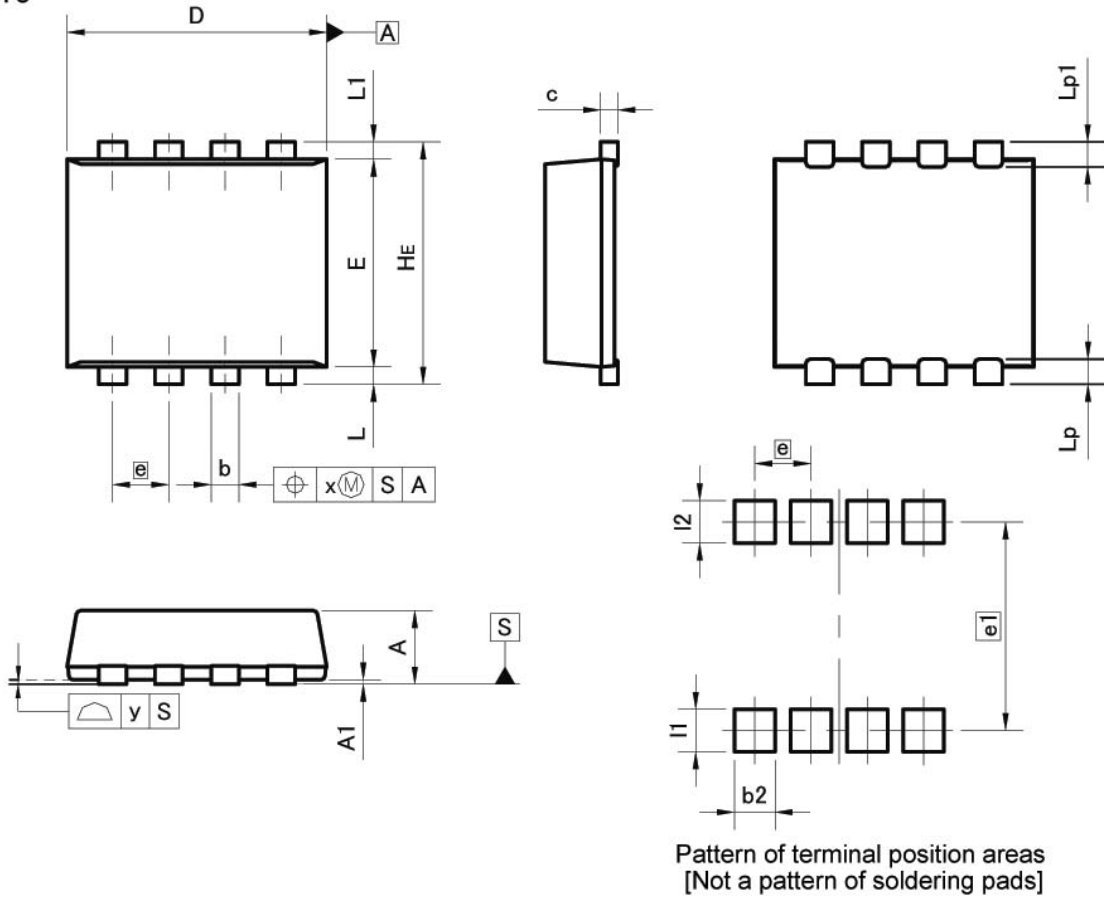 D
A
L1
c
Lp1
E
HE
L
Lp
e
b
x Ⓜ S A
e
l2
e1
l1
b2
A
S
y S
A1
Pattern of terminal position areas
[Not a pattern of soldering pads]